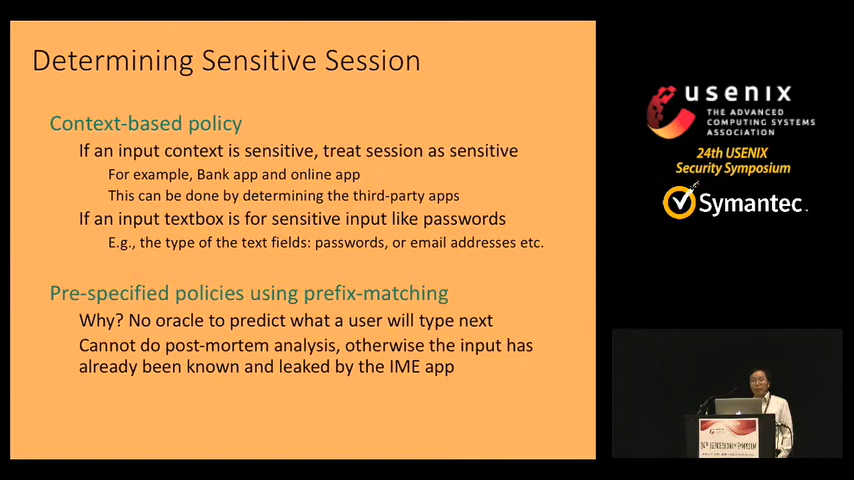 Determining Sensitive Session
Context-based policy
If an input context is sensitive, treat session as sensitive
For example, Bank app and online app
This can be done by determining the third-party apps
If an input textbox is for sensitive input like passwords
E.g., the type of the text fields: passwords, or email addresses etc.
Pre-specified policies using prefix-matching
Why? No oracle to predict what a user will type next
Cannot do post-mortem analysis, otherwise the input has
already been known and leaked by the IME app
usenix
THE ADVANCED
COMPUTING SYSTEMS
ASSOCIATION
24th USENIX
Security Symposium
Symantec.